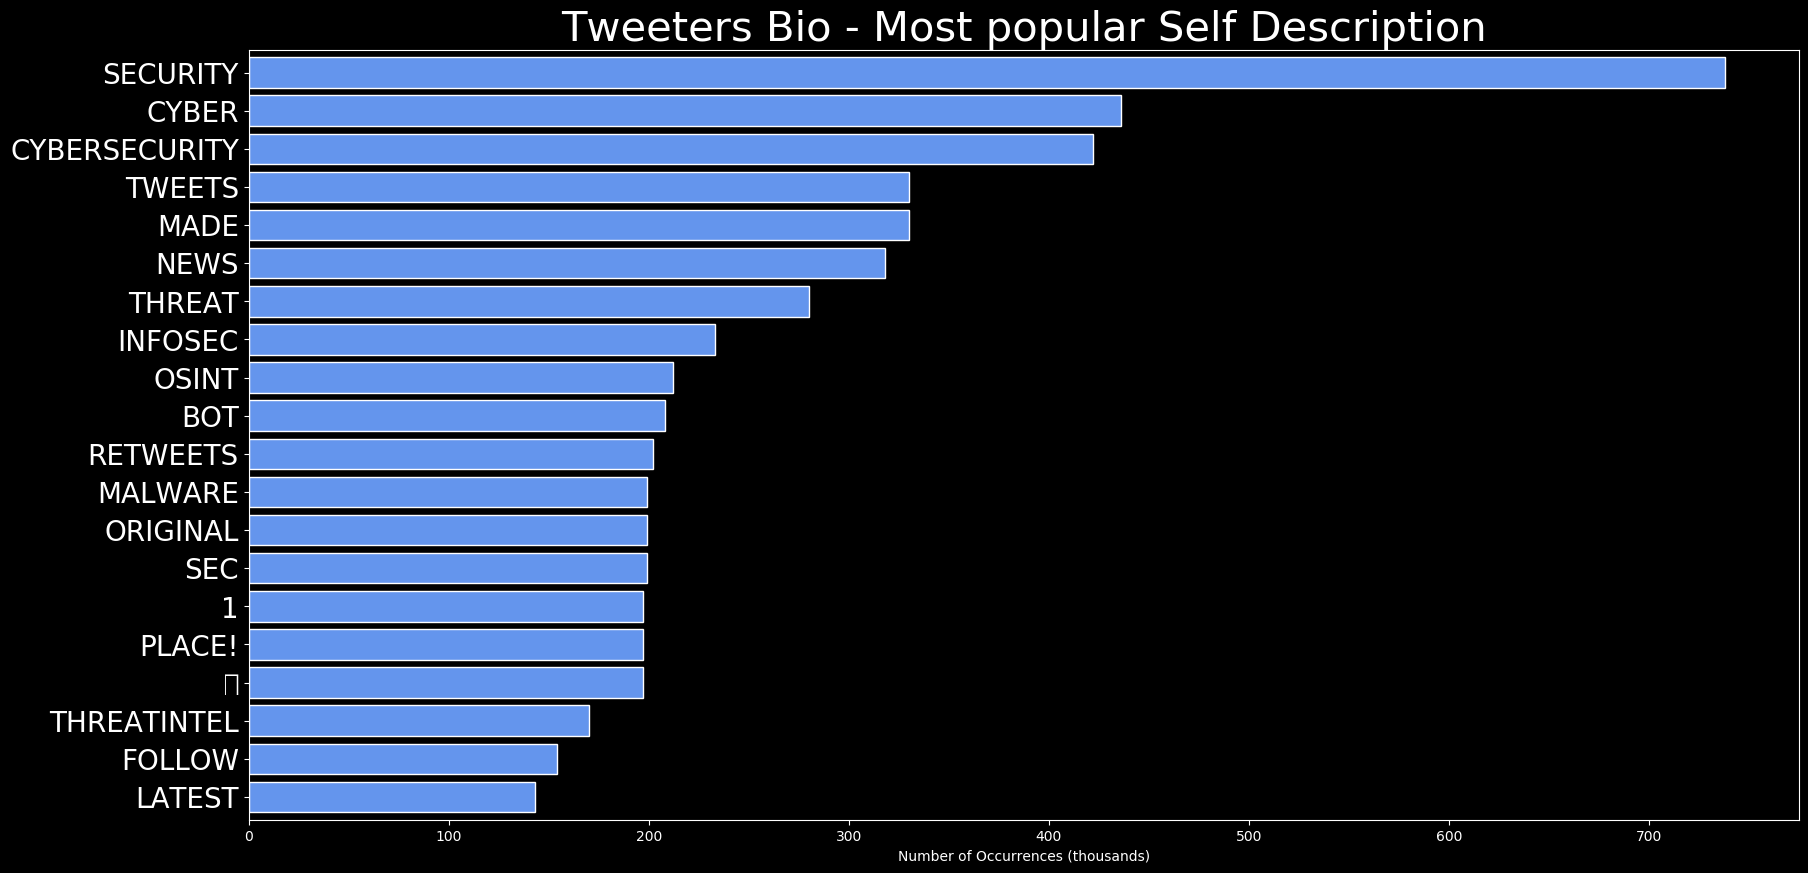 Tweeters Bio - Most popular Self Description
SECURITY
CYBER
CYBERSECURITY
TWEETS
MADE
NEWS
THREAT
INFOSEC
OSINT
BOT
RETWEETS
MALWARE
ORIGINAL
SEC
1
PLACE!
THREATINTEL
FOLLOW
LATEST
0 100 200 300 400 500 600 700
Number of Occurrences (thousands)